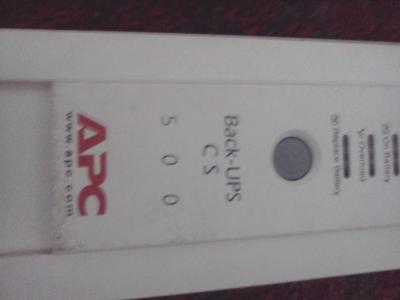 On Battery
Overload
Replace Battery
Back-UPS
CS
500
APC
www.apc.com